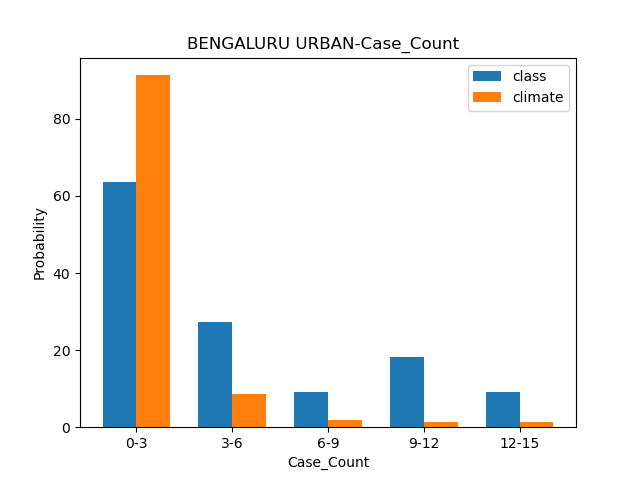 BENGALURU URBAN-Case_Count
class
climate
Probability
80
60
40
20
0
0-3 3-6 6-9 9-12 12-15
Case_Count